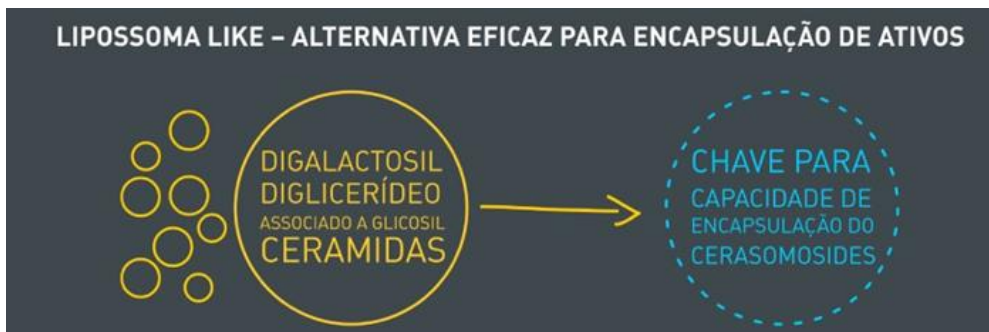 LIPOSSOMA LIKE – ALTERNATIVA EFICAZ PARA ENCAPSULAÇÃO DE ATIVOS
DIGALACTOSIL
DIGLICERÍDEO
ASSOCIADO A GLICOSIL
CERAMIDAS
CHAVE PARA
CAPACIDADE DE
ENCAPSULAÇÃO DO
CERASOMOSIDES